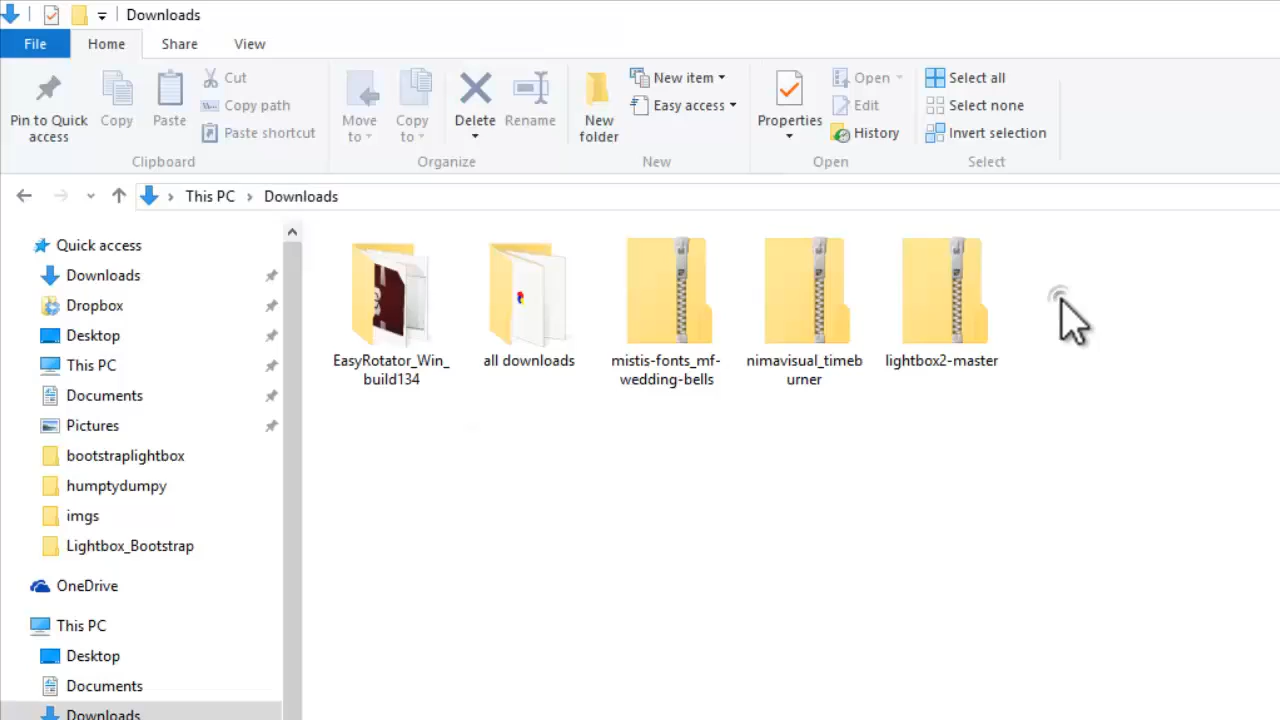 Downloads
File Home Share View
Pin to Quick access
Copy
Paste
Cut
Copy path
Paste shortcut
Clipboard
Move to
Copy to
Delete
Rename
Organize
New folder
New item
Easy access
New
Properties
Open
Edit
History
Open
Select all
Select none
Invert selection
Select
This PC > Downloads
Quick access
Downloads
Dropbox
Desktop
This PC
Documents
Pictures
bootstraplightbox
humptydumpy
imgs
Lightbox_Bootstrap
OneDrive
This PC
Desktop
Documents
Downloads
EasyRotator_Win_
build134
all downloads
mistis-fonts_mf-
wedding-bells
nimavisual_timeb
urner
lightbox2-master